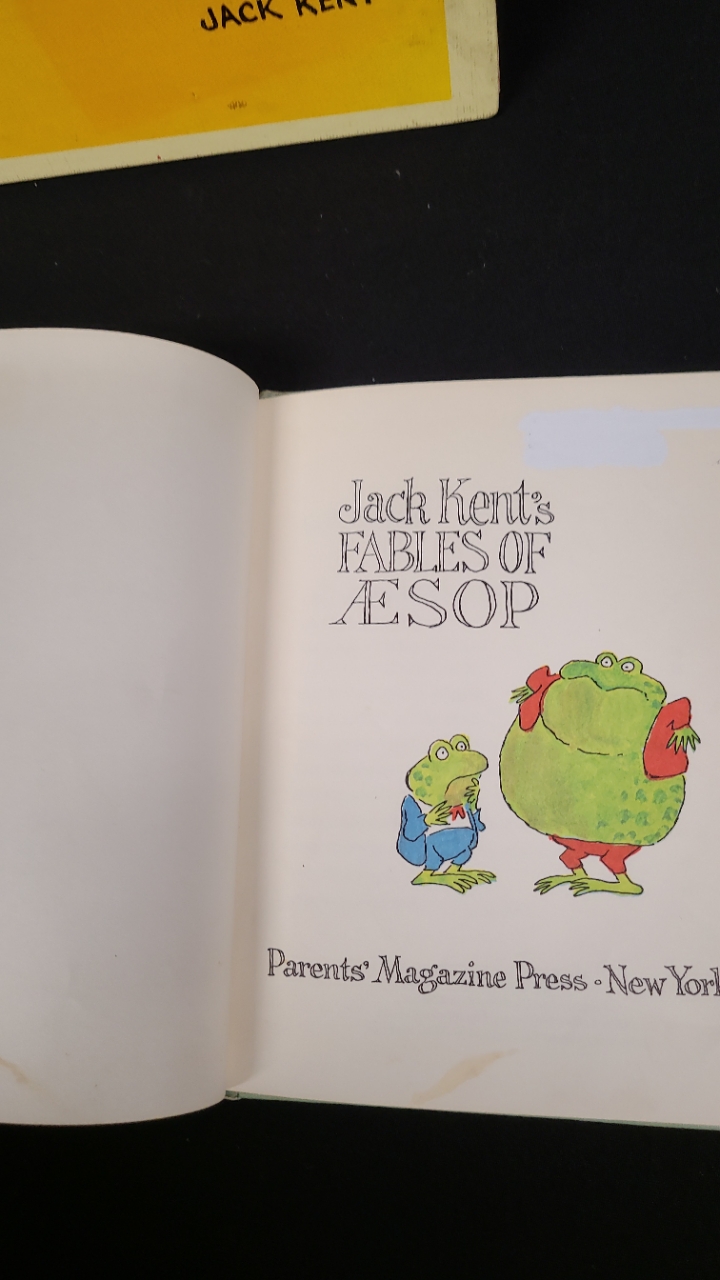 JACK KENT
Jack Kent's
FABLES OF
ÆSOP
Parents' Magazine Press · New York